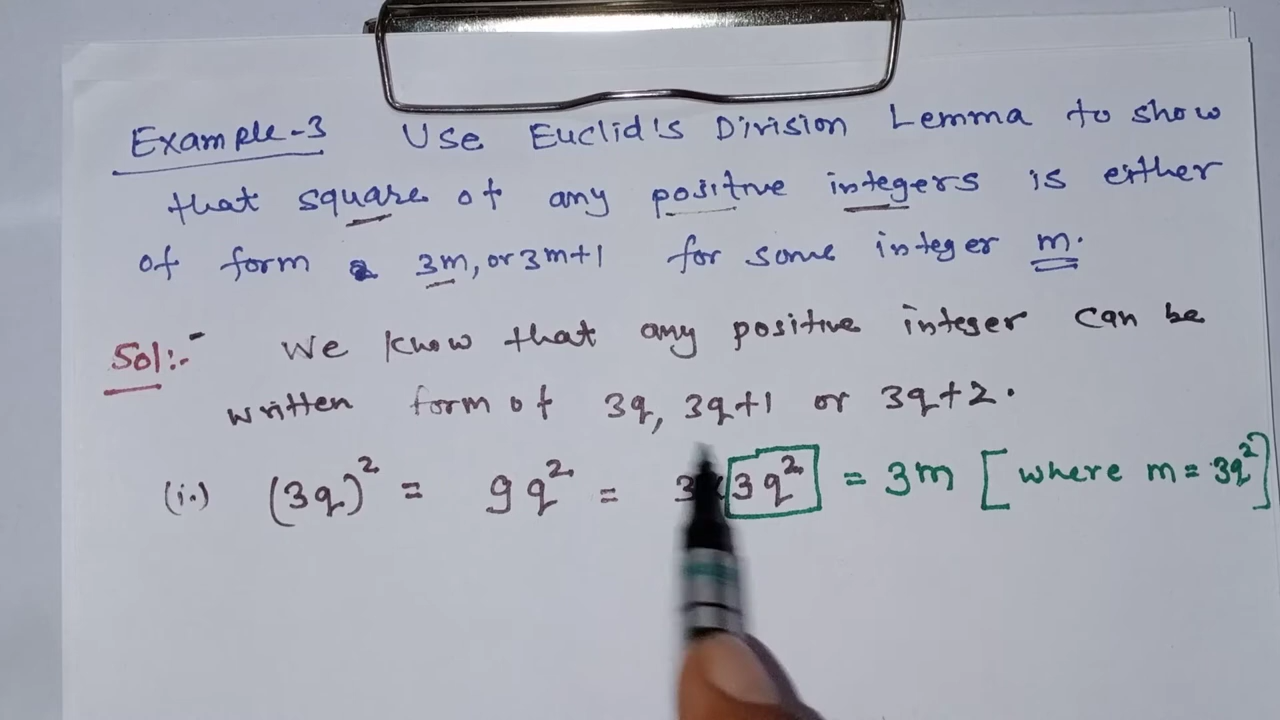 Example-3 Use Euclid's Division Lemma to show
that square of any positive integers is either
of form 3m, or 3m+1 for some integer m.
Sol:- We know that any positive integer can be
written form of 3q, 3q+1 or 3q+2.
(i.) (3q)² = 9q² = 3 3q² = 3m [where m = 3q²]